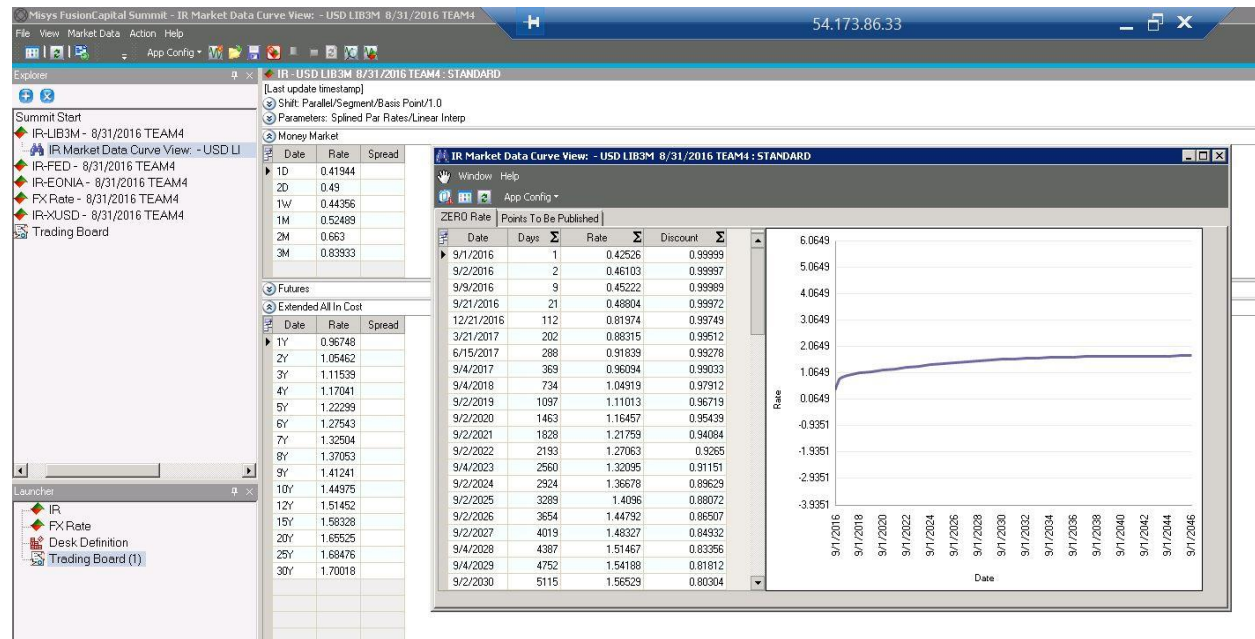 Misys FusionCapital Summit - IR Market Data Curve View: - USD LIB3M 8/31/2016 TEAM4
54.173.86.33
File View Market Data Action Help
App Config
Explorer
Summit Start
IR-LIB3M - 8/31/2016 TEAM4
IR Market Data Curve View: - USD LI
IR-FED - 8/31/2016 TEAM4
IR-EONIA - 8/31/2016 TEAM4
FX Rate - 8/31/2016 TEAM4
IR-XUSD - 8/31/2016 TEAM4
Trading Board
Launcher
IR
FX Rate
Desk Definition
Trading Board (1)
IR - USD LIB3M 8/31/2016 TEAM4 : STANDARD
[Last update timestamp]
Shift: Parallel/Segment/Basis Point/1.0
Parameters: Splined Par Rates/Linear Interp
Money Market
Date Rate Spread
1D 0.41944
2D 0.49
1W 0.44356
1M 0.52489
2M 0.663
3M 0.83933
Futures
Extended All In Cost
Date Rate Spread
1Y 0.96748
2Y 1.05462
3Y 1.11539
4Y 1.17041
5Y 1.22299
6Y 1.27543
7Y 1.32504
8Y 1.37053
9Y 1.41241
10Y 1.44975
12Y 1.51452
15Y 1.58328
20Y 1.65525
25Y 1.68476
30Y 1.70018
IR Market Data Curve View: - USD LIB3M 8/31/2016 TEAM4 : STANDARD
Window Help
App Config
ZERO Rate Points To Be Published
Date Days Σ Rate Σ Discount Σ
9/1/2016 1 0.42526 0.99999
9/2/2016 2 0.46103 0.99997
9/9/2016 9 0.45222 0.99989
9/21/2016 21 0.48804 0.99972
12/21/2016 112 0.81974 0.99749
3/21/2017 202 0.88315 0.99512
6/15/2017 288 0.91839 0.99278
9/4/2017 369 0.96094 0.99033
9/4/2018 734 1.04919 0.97912
9/2/2019 1097 1.11013 0.96719
9/2/2020 1463 1.16457 0.95439
9/2/2021 1828 1.21759 0.94084
9/2/2022 2193 1.27063 0.9265
9/4/2023 2560 1.32095 0.91151
9/2/2024 2924 1.36678 0.89629
9/2/2025 3289 1.4096 0.88072
9/2/2026 3654 1.44792 0.86507
9/2/2027 4019 1.48327 0.84932
9/4/2028 4387 1.51467 0.83356
9/4/2029 4752 1.54188 0.81812
9/2/2030 5115 1.56529 0.80304
6.0649
5.0649
4.0649
3.0649
2.0649
1.0649
0.0649
-0.9351
-1.9351
-2.9351
-3.9351
Rate
9/1/2016
9/1/2018
9/1/2020
9/1/2022
9/1/2024
9/1/2026
9/1/2028
9/1/2030
9/1/2032
9/1/2034
9/1/2036
9/1/2038
9/1/2040
9/1/2042
9/1/2044
9/1/2046
Date